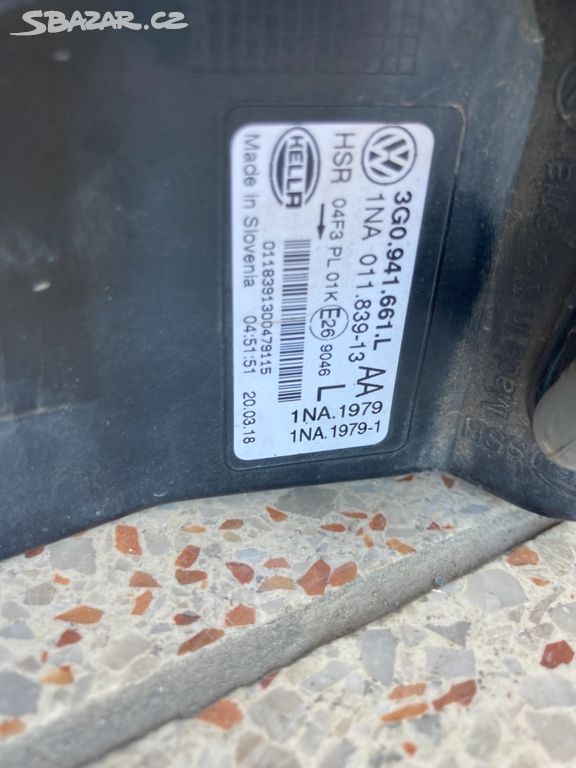 SBAZAR.CZ
3G0.941.661.L
1NA 011.839-13 AA
HSR 04F3 PL 01K E26 9046 L
HELLA
01183913004791 15
Made in Slovenia 04:51:51 20.03.18
1NA.1979
1NA.1979-1